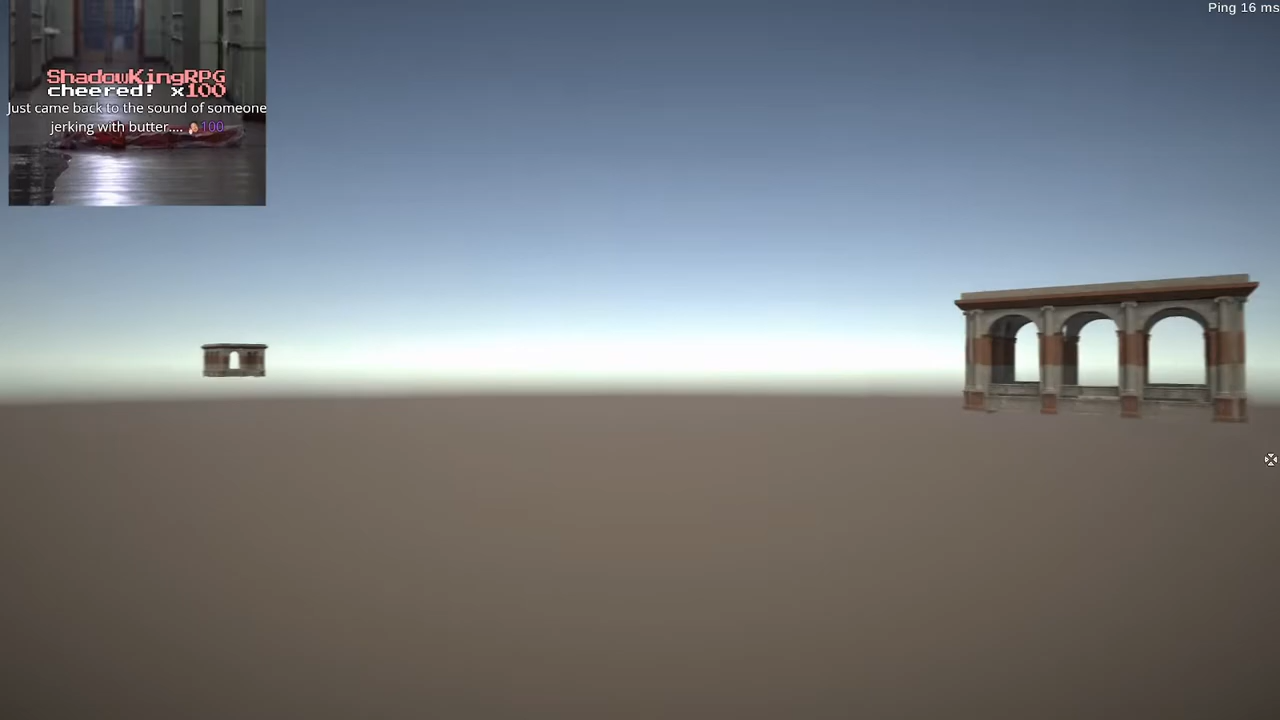 Ping 16 ms
ShadowKingRPG
cheered! x100
Just came back to the sound of someone
jerking with butter.... 100